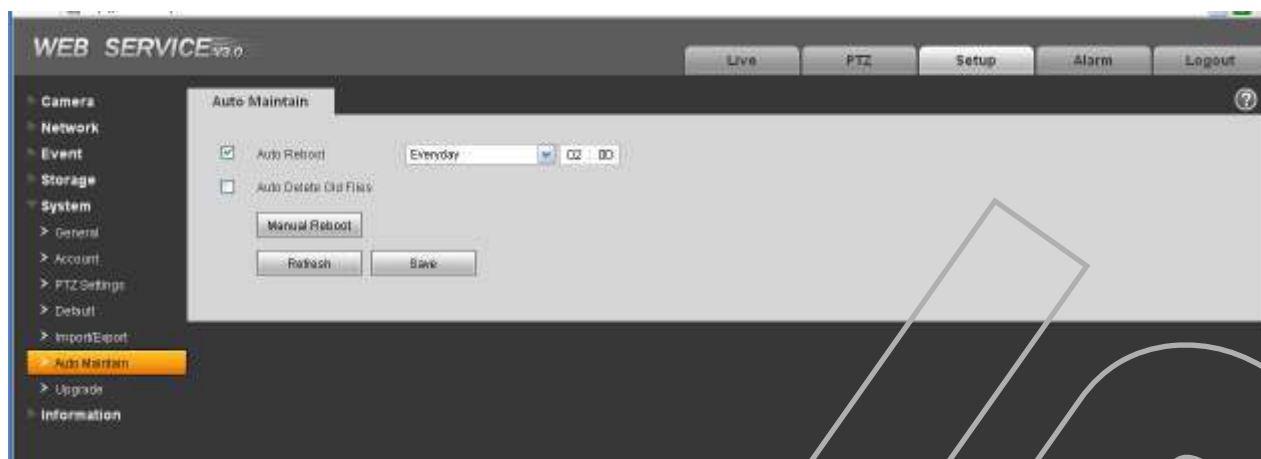 WEB SERVICE V3.0
Live PTZ Setup Alarm Logout
Auto Maintain
?
Camera
Network
Event
Storage
System
General
Account
PTZ Settings
Default
Import/Export
Auto Maintain
Upgrade
Information
Auto Reboot Everyday 02 : 00
Auto Delete Old Files
Manual Reboot
Refresh Save